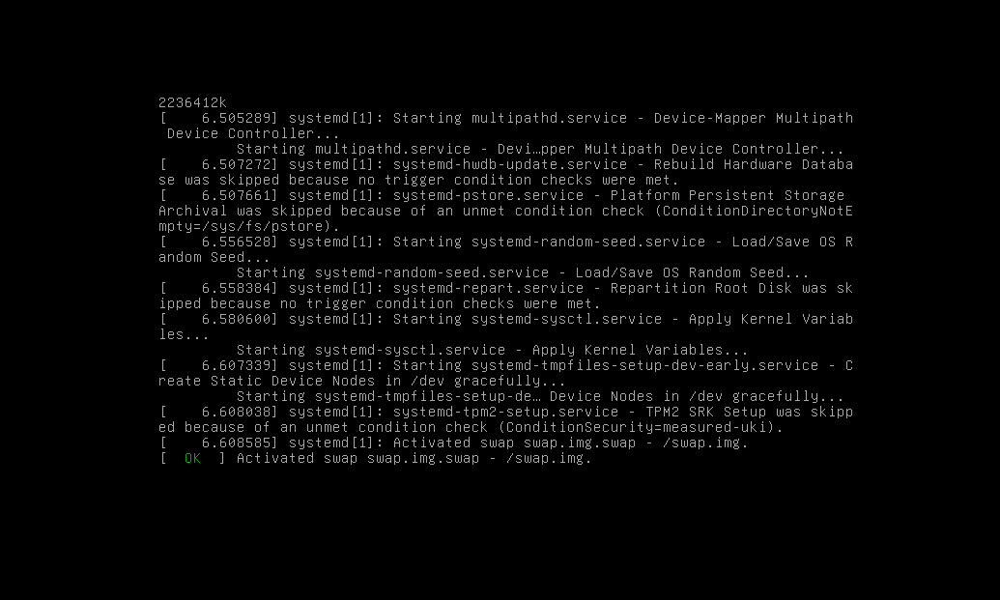 2236412k
[    6.505289] systemd[1]: Starting multipathd.service - Device-Mapper Multipath
 Device Controller...
         Starting multipathd.service - Devi…pper Multipath Device Controller...
[    6.507272] systemd[1]: systemd-hwdb-update.service - Rebuild Hardware Databa
se was skipped because no trigger condition checks were met.
[    6.507661] systemd[1]: systemd-pstore.service - Platform Persistent Storage
Archival was skipped because of an unmet condition check (ConditionDirectoryNotE
mpty=/sys/fs/pstore).
[    6.556528] systemd[1]: Starting systemd-random-seed.service - Load/Save OS R
andom Seed...
         Starting systemd-random-seed.service - Load/Save OS Random Seed...
[    6.558384] systemd[1]: systemd-repart.service - Repartition Root Disk was sk
ipped because no trigger condition checks were met.
[    6.580600] systemd[1]: Starting systemd-sysctl.service - Apply Kernel Variab
les...
         Starting systemd-sysctl.service - Apply Kernel Variables...
[    6.607339] systemd[1]: Starting systemd-tmpfiles-setup-dev-early.service - C
reate Static Device Nodes in /dev gracefully...
         Starting systemd-tmpfiles-setup-de… Device Nodes in /dev gracefully...
[    6.608038] systemd[1]: systemd-tpm2-setup.service - TPM2 SRK Setup was skipp
ed because of an unmet condition check (ConditionSecurity=measured-uki).
[    6.608585] systemd[1]: Activated swap swap.img.swap - /swap.img.
[  OK  ] Activated swap swap.img.swap - /swap.img.